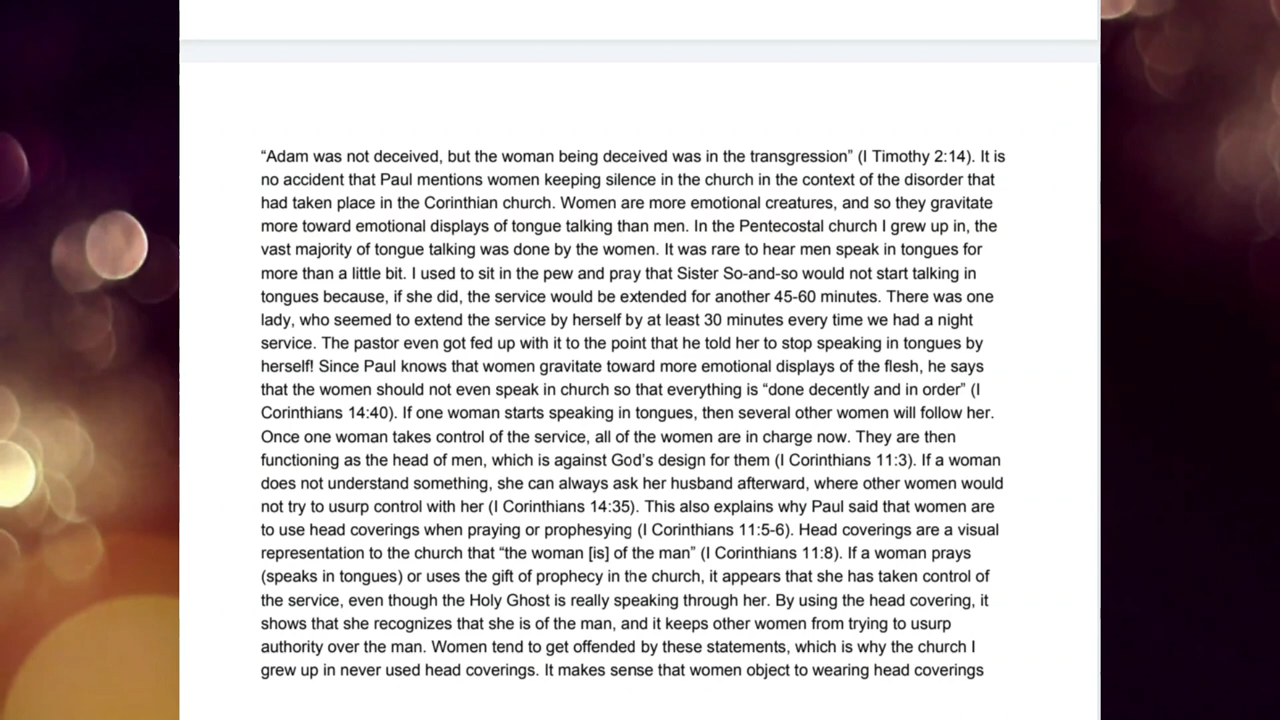 “Adam was not deceived, but the woman being deceived was in the transgression” (I Timothy 2:14). It is
no accident that Paul mentions women keeping silence in the church in the context of the disorder that
had taken place in the Corinthian church. Women are more emotional creatures, and so they gravitate
more toward emotional displays of tongue talking than men. In the Pentecostal church I grew up in, the
vast majority of tongue talking was done by the women. It was rare to hear men speak in tongues for
more than a little bit. I used to sit in the pew and pray that Sister So-and-so would not start talking in
tongues because, if she did, the service would be extended for another 45-60 minutes. There was one
lady, who seemed to extend the service by herself by at least 30 minutes every time we had a night
service. The pastor even got fed up with it to the point that he told her to stop speaking in tongues by
herself! Since Paul knows that women gravitate toward more emotional displays of the flesh, he says
that the women should not even speak in church so that everything is “done decently and in order” (I
Corinthians 14:40). If one woman starts speaking in tongues, then several other women will follow her.
Once one woman takes control of the service, all of the women are in charge now. They are then
functioning as the head of men, which is against God’s design for them (I Corinthians 11:3). If a woman
does not understand something, she can always ask her husband afterward, where other women would
not try to usurp control with her (I Corinthians 14:35). This also explains why Paul said that women are
to use head coverings when praying or prophesying (I Corinthians 11:5-6). Head coverings are a visual
representation to the church that “the woman [is] of the man” (I Corinthians 11:8). If a woman prays
(speaks in tongues) or uses the gift of prophecy in the church, it appears that she has taken control of
the service, even though the Holy Ghost is really speaking through her. By using the head covering, it
shows that she recognizes that she is of the man, and it keeps other women from trying to usurp
authority over the man. Women tend to get offended by these statements, which is why the church I
grew up in never used head coverings. It makes sense that women object to wearing head coverings